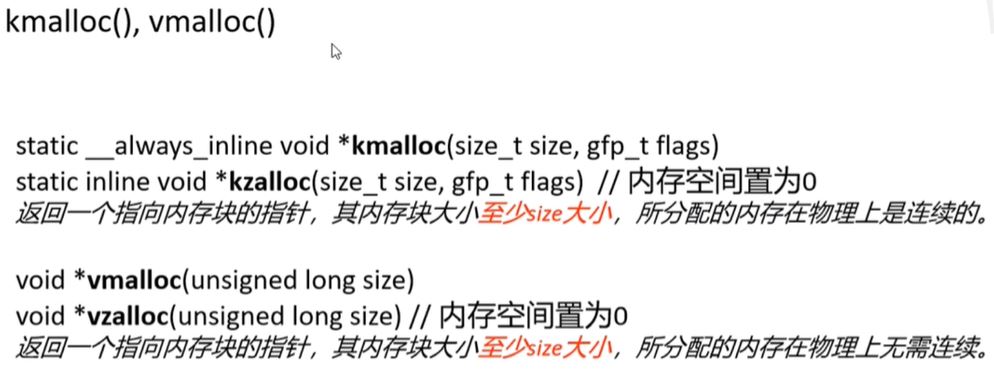 kmalloc(), vmalloc()
static __always_inline void *kmalloc(size_t size, gfp_t flags)
static inline void *kzalloc(size_t size, gfp_t flags)  // 内存空间置为0
返回一个指向内存块的指针，其内存块大小至少size大小，所分配的内存在物理上是连续的。
void *vmalloc(unsigned long size)
void *vzalloc(unsigned long size) // 内存空间置为0
返回一个指向内存块的指针，其内存块大小至少size大小，所分配的内存在物理上无需连续。